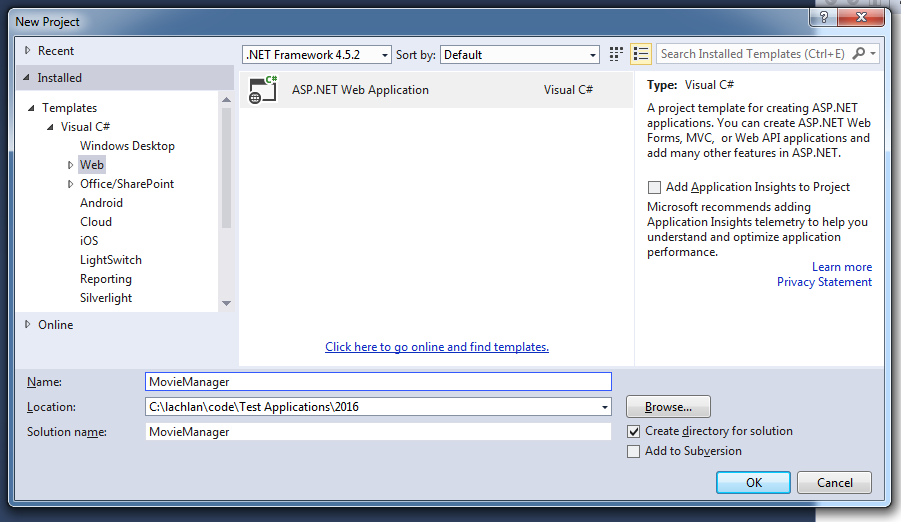 New Project
Recent
Installed
Templates
Visual C#
Windows Desktop
Web
Office/SharePoint
Android
Cloud
iOS
LightSwitch
Reporting
Silverlight
Online
.NET Framework 4.5.2
Sort by: Default
Search Installed Templates (Ctrl+E)
C#
ASP.NET Web Application Visual C#
Click here to go online and find templates.
Type: Visual C#
A project template for creating ASP.NET
applications. You can create ASP.NET Web
Forms, MVC, or Web API applications and
add many other features in ASP.NET.
Add Application Insights to Project
Microsoft recommends adding
Application Insights telemetry to help you
understand and optimize application
performance.
Learn more
Privacy Statement
Name: MovieManager
Location: C:\lachlan\code\Test Applications\2016
Browse...
Solution name: MovieManager
Create directory for solution
Add to Subversion
OK
Cancel